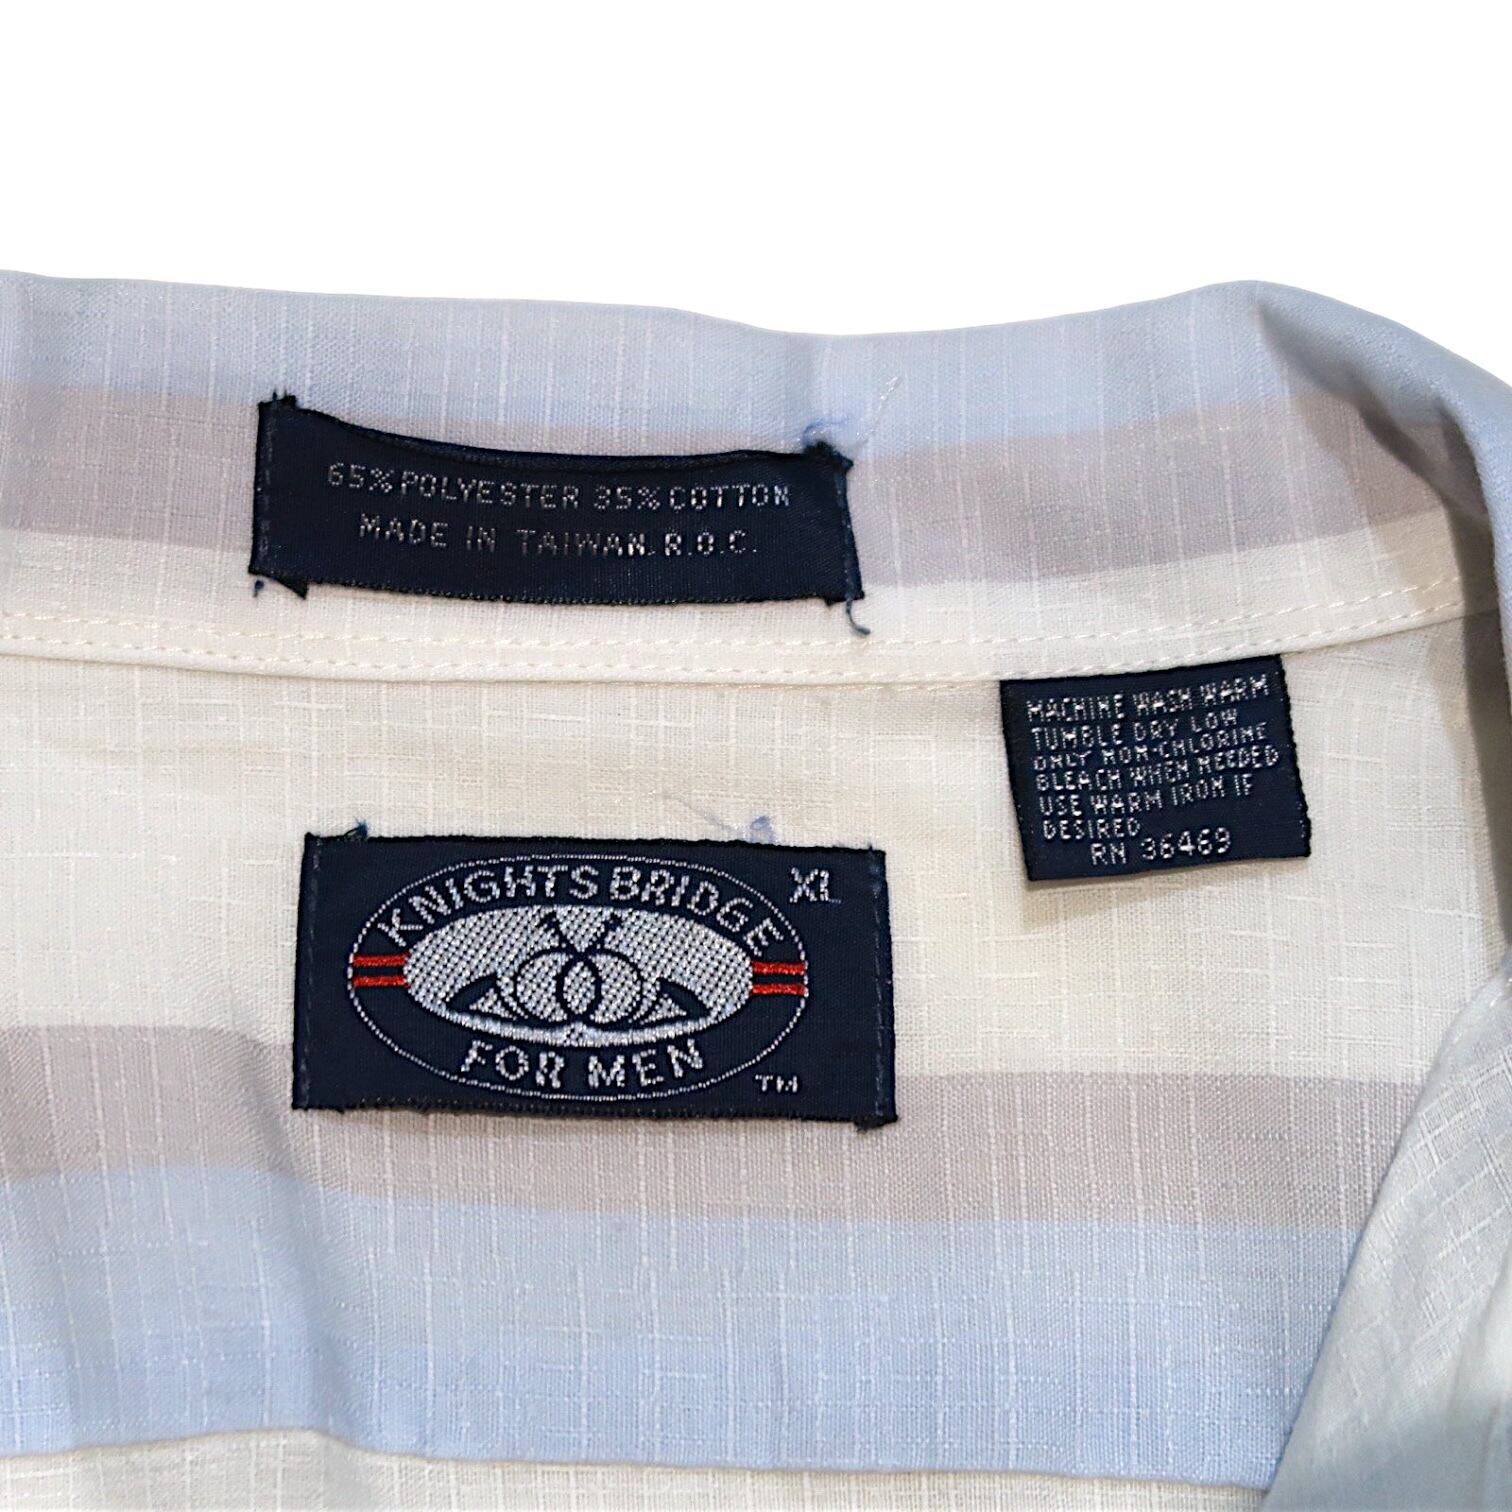 65% POLYESTER 35% COTTON
MADE IN TAIWAN R.O.C.
MACHINE WASH WARM
TUMBLE DRY LOW
ONLY NON-CHLORINE
BLEACH WHEN NEEDED
USE WARM IRON IF
DESIRED
RN 36469
XL
KNIGHTSBRIDGE
FOR MEN
TM